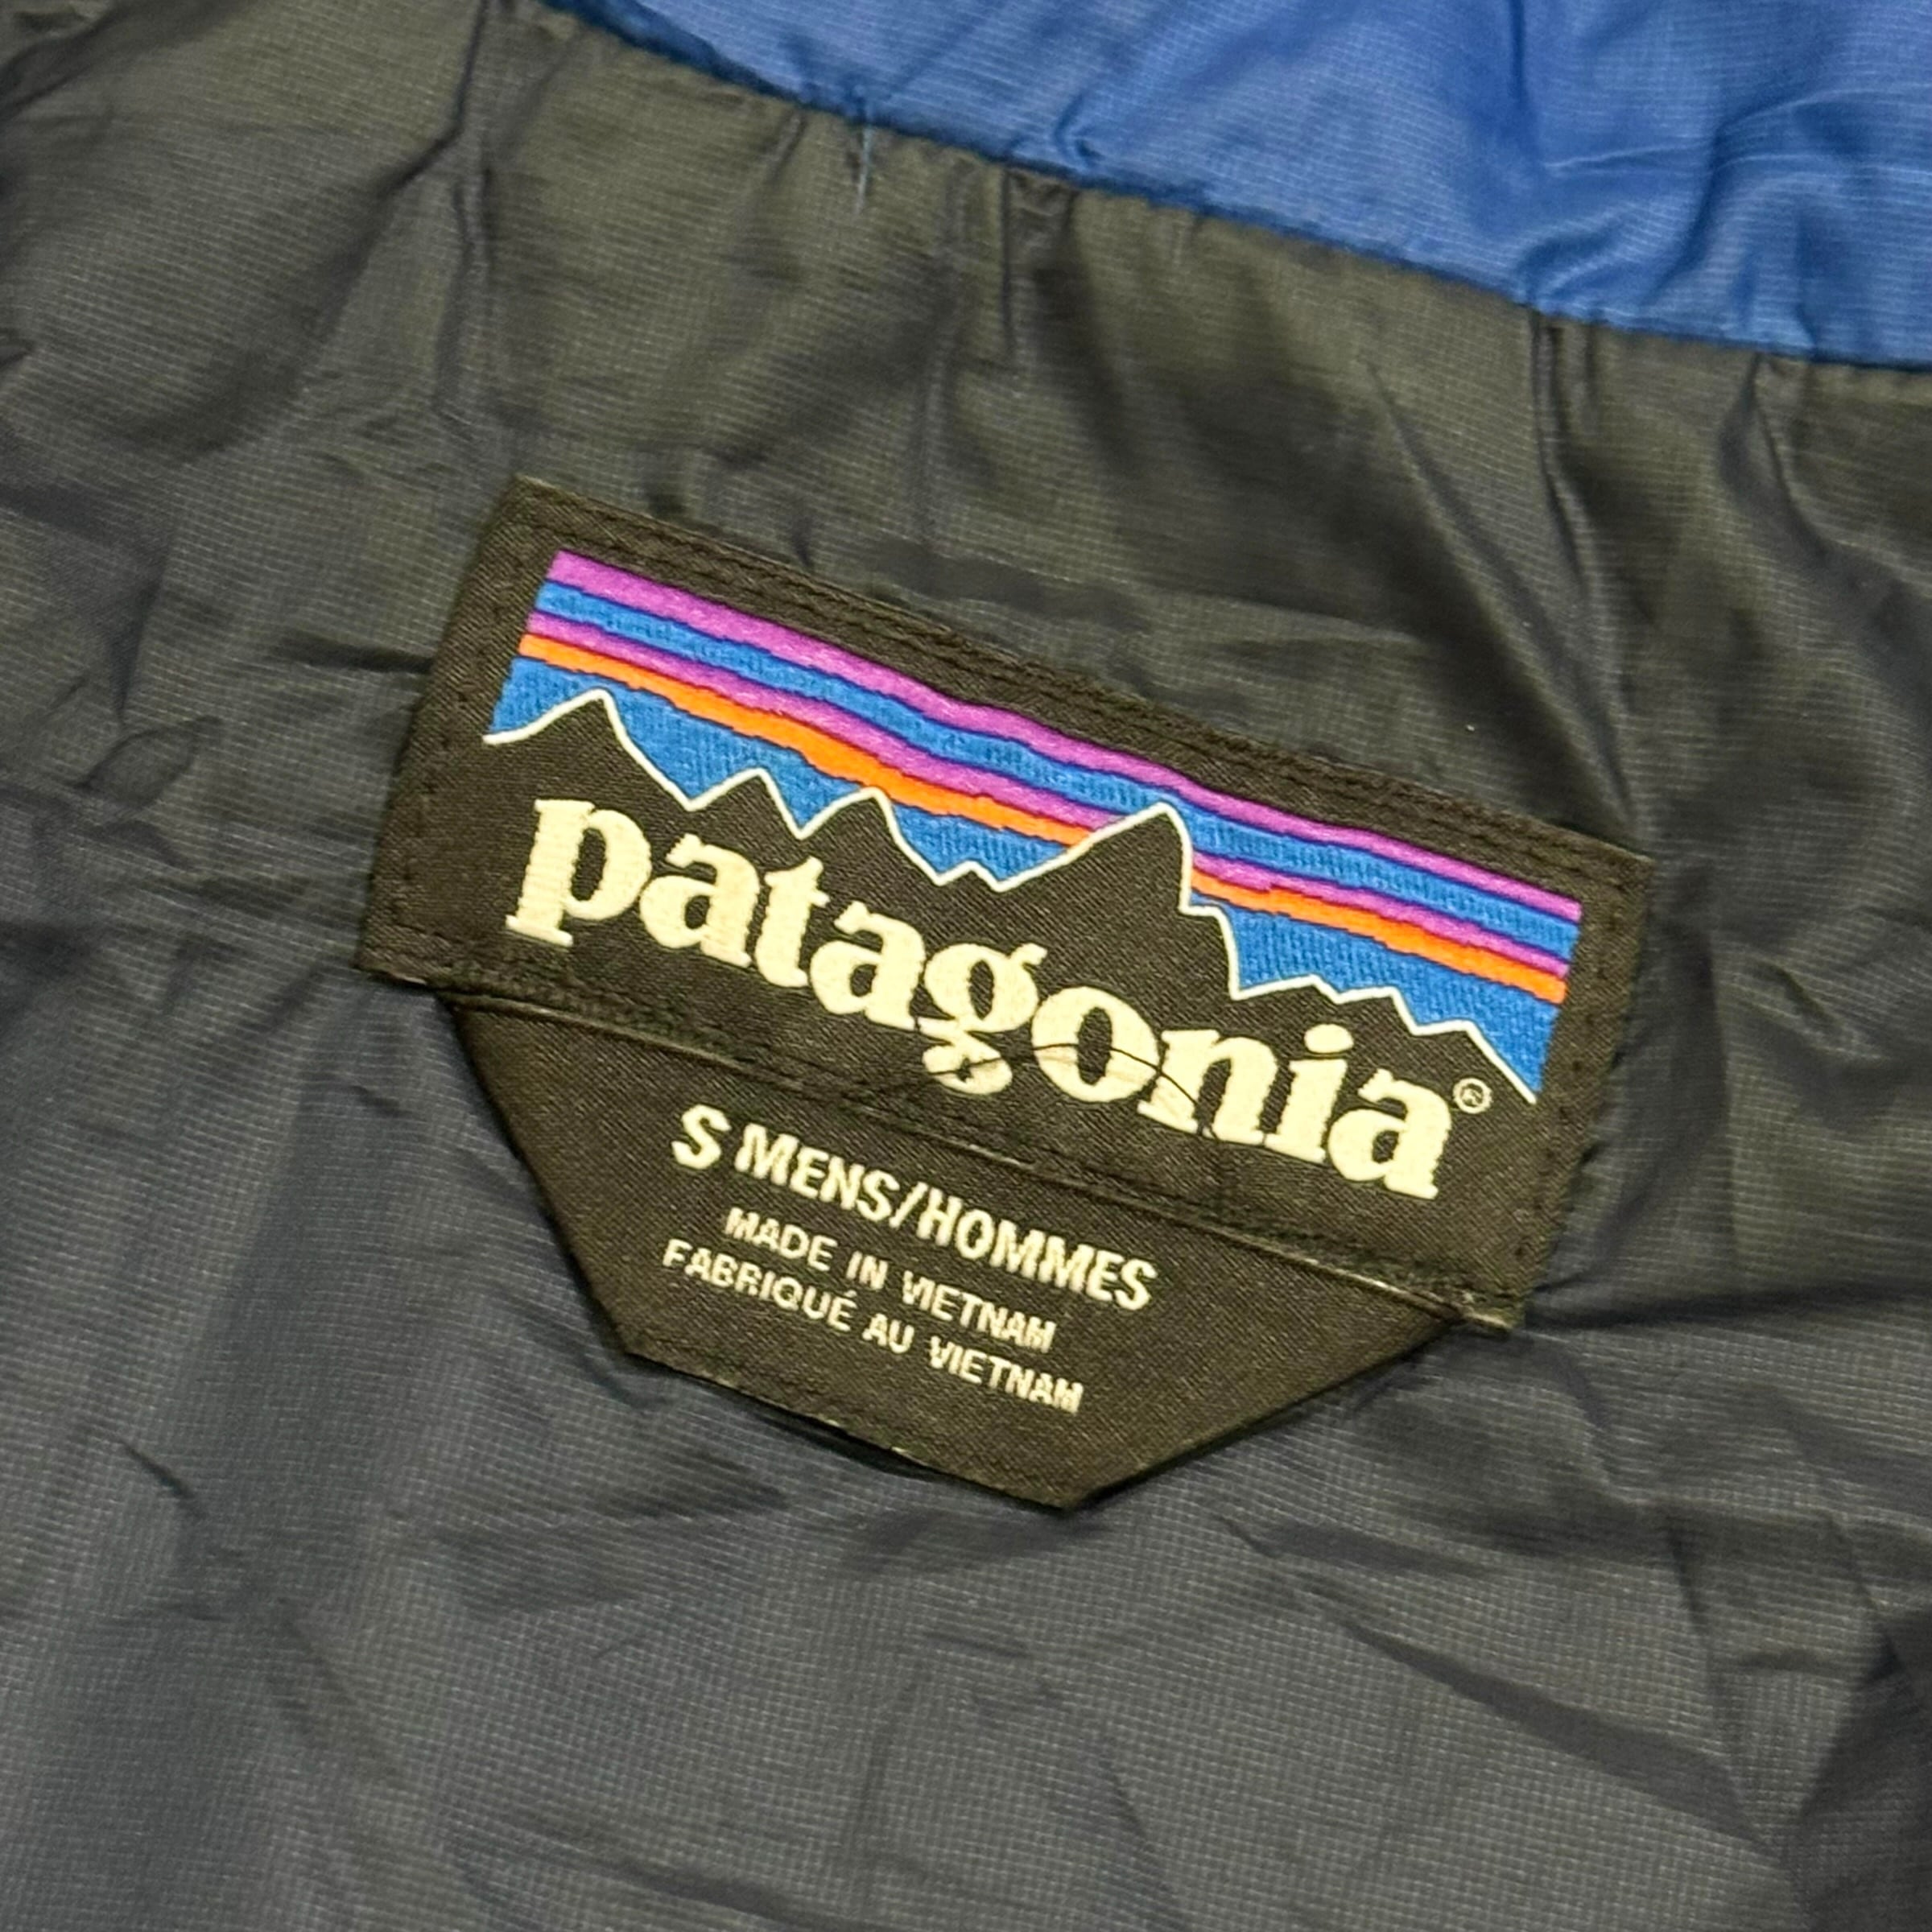 patagonia®
S MENS/HOMMES
MADE IN VIETNAM
FABRIQUÉ AU VIETNAM